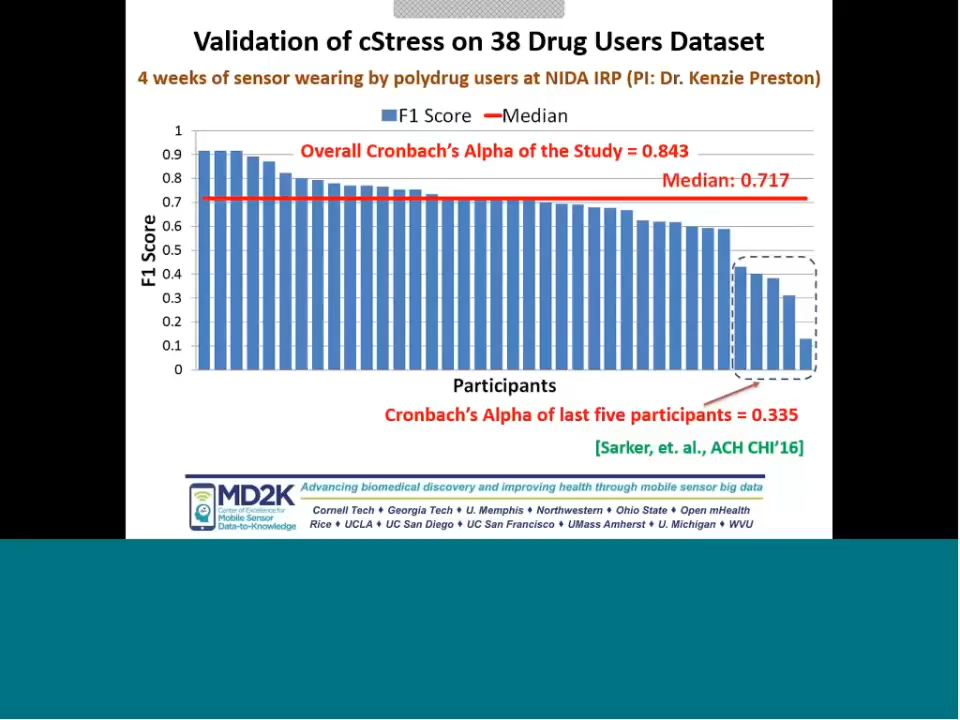 Validation of cStress on 38 Drug Users Dataset
4 weeks of sensor wearing by polydrug users at NIDA IRP (PI: Dr. Kenzie Preston)
F1 Score Median
Overall Cronbach's Alpha of the Study = 0.843
Median: 0.717
F1 Score
1
0.9
0.8
0.7
0.6
0.5
0.4
0.3
0.2
0.1
0
Participants
Cronbach's Alpha of last five participants = 0.335
[Sarker, et. al., ACH CHI'16]
MD2K
Center of Excellence for
Mobile Sensor
Data-to-Knowledge
Advancing biomedical discovery and improving health through mobile sensor big data
Cornell Tech ♦ Georgia Tech ♦ U. Memphis ♦ Northwestern ♦ Ohio State ♦ Open mHealth
Rice ♦ UCLA ♦ UC San Diego ♦ UC San Francisco ♦ UMass Amherst ♦ U. Michigan ♦ WVU